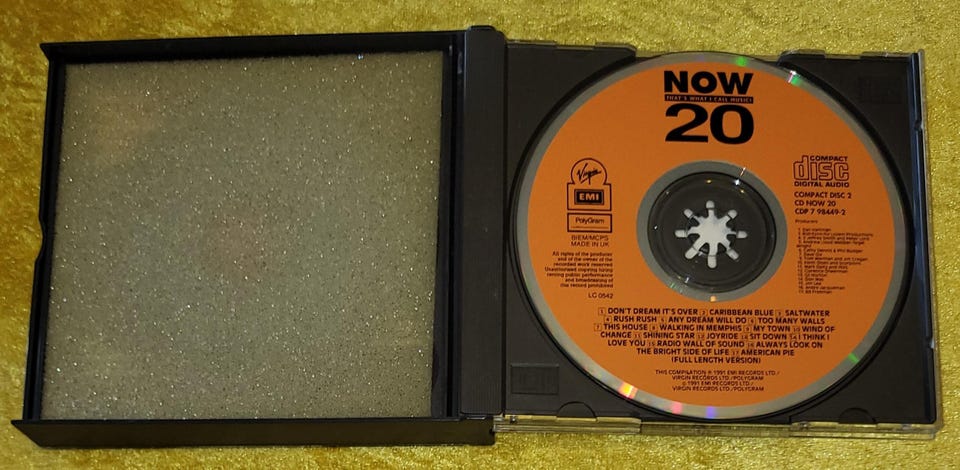 NOW
THAT'S WHAT I CALL MUSIC!
20
Virgin
EMI
PolyGram
BIEM/MCPS
MADE IN UK
All rights of the producer
and of the owner of the
recorded work reserved
Unauthorised copying hiring
renting public performance
and broadcasting of
this record prohibited
LC 0542
COMPACT
disc
DIGITAL AUDIO
COMPACT DISC 2
CD NOW 20
CDP 7 98449-2
Producers
1 DON'T DREAM IT'S OVER 2 CARIBBEAN BLUE 3 SALTWATER
4 RUSH RUSH 5 ANY DREAM WILL DO 6 TOO MANY WALLS
7 THIS HOUSE 8 WALKING IN MEMPHIS 9 MY TOWN 10 WIND OF
CHANGE 11 SHINING STAR 12 JOYRIDE 13 SIT DOWN 14 I THINK I
LOVE YOU 15 RADIO WALL OF SOUND 16 ALWAYS LOOK ON
THE BRIGHT SIDE OF LIFE 17 AMERICAN PIE
(FULL LENGTH VERSION)
THIS COMPILATION ℗ 1991 EMI RECORDS LTD./
VIRGIN RECORDS LTD./POLYGRAM
© 1991 EMI RECORDS LTD./
VIRGIN RECORDS LTD./POLYGRAM